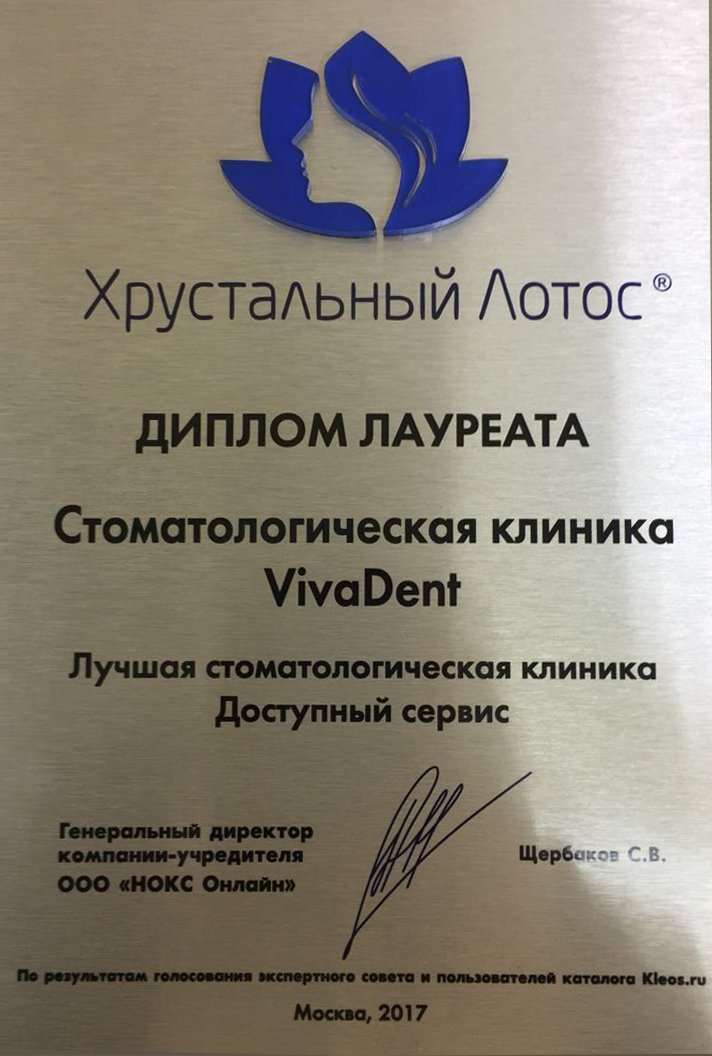 Хрустальный Лотос®
ДИПЛОМ ЛАУРЕАТА
Стоматологическая клиника
VivaDent
Лучшая стоматологическая клиника
Доступный сервис
Генеральный директор
компании-учредителя
ООО «НОКС Онлайн»
Щербаков С.В.
По результатам голосования экспертного совета и пользователей каталога Kleos.ru
Москва, 2017